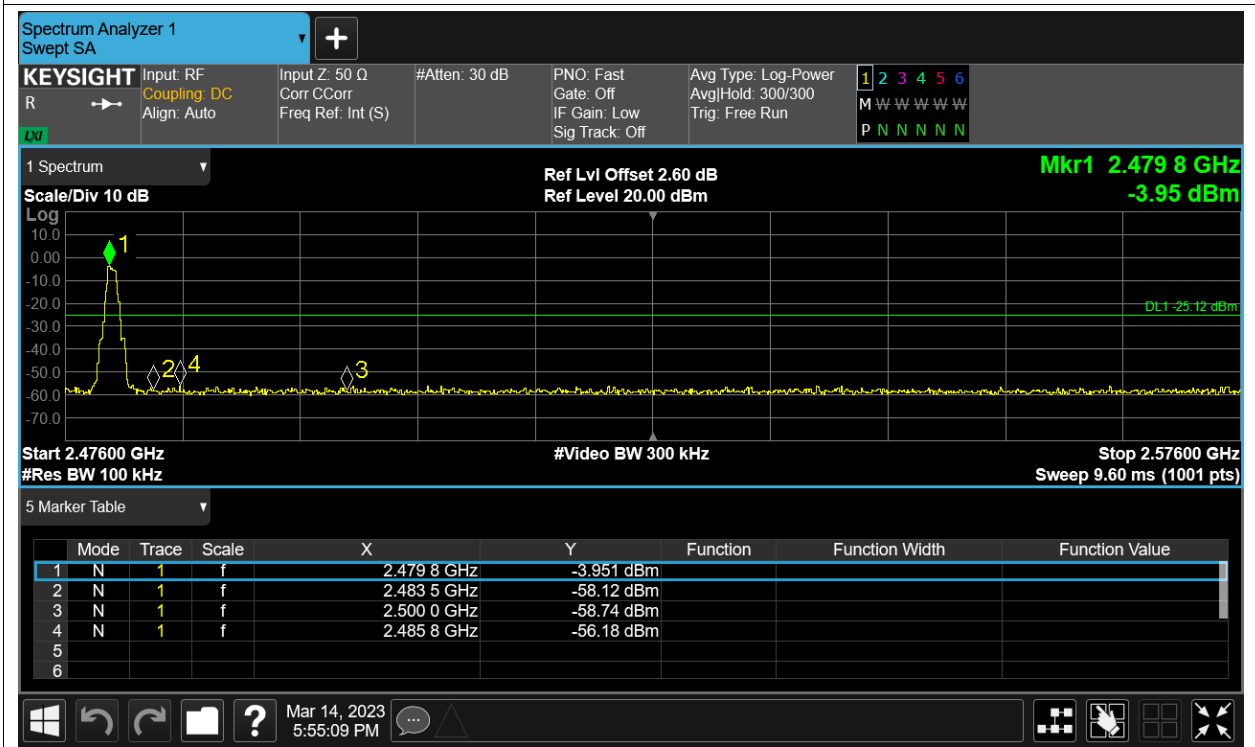 Spectrum Analyzer 1
Swept SA
+
KEYSIGHT Input: RF Input Z: 50 Ω #Atten: 30 dB PNO: Fast Avg Type: Log-Power 1 2 3 4 5 6
R Coupling: DC Corr CCorr Gate: Off Avg|Hold: 300/300 M W W W W W
Align: Auto Freq Ref: Int (S) IF Gain: Low Trig: Free Run
LXI Sig Track: Off P N N N N N
1 Spectrum Ref Lvl Offset 2.60 dB Mkr1 2.479 8 GHz
Scale/Div 10 dB Ref Level 20.00 dBm -3.95 dBm
Log
10.0
1
0.00
-10.0
-20.0
DL1 -25.12 dBm
-30.0
-40.0
2 4 3
-50.0
-60.0
-70.0
Start 2.47600 GHz #Video BW 300 kHz Stop 2.57600 GHz
#Res BW 100 kHz Sweep 9.60 ms (1001 pts)
5 Marker Table
Mode Trace Scale X Y Function Function Width Function Value
1 N 1 f 2.479 8 GHz -3.951 dBm
2 N 1 f 2.483 5 GHz -58.12 dBm
3 N 1 f 2.500 0 GHz -58.74 dBm
4 N 1 f 2.485 8 GHz -56.18 dBm
5
6
? Mar 14, 2023
5:55:09 PM